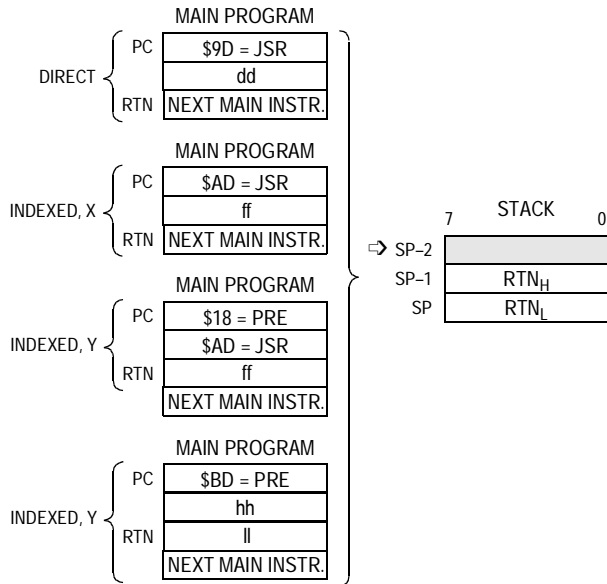 MAIN PROGRAM
PC $9D = JSR
DIRECT dd
RTN NEXT MAIN INSTR.
MAIN PROGRAM
PC $AD = JSR
INDEXED, X ff
RTN NEXT MAIN INSTR.
MAIN PROGRAM
PC $18 = PRE
INDEXED, Y $AD = JSR
RTN ff
NEXT MAIN INSTR.
MAIN PROGRAM
PC $BD = PRE
INDEXED, Y hh
RTN ll
NEXT MAIN INSTR.
7 STACK 0
⇨ SP–2
SP–1 RTNH
SP RTNL